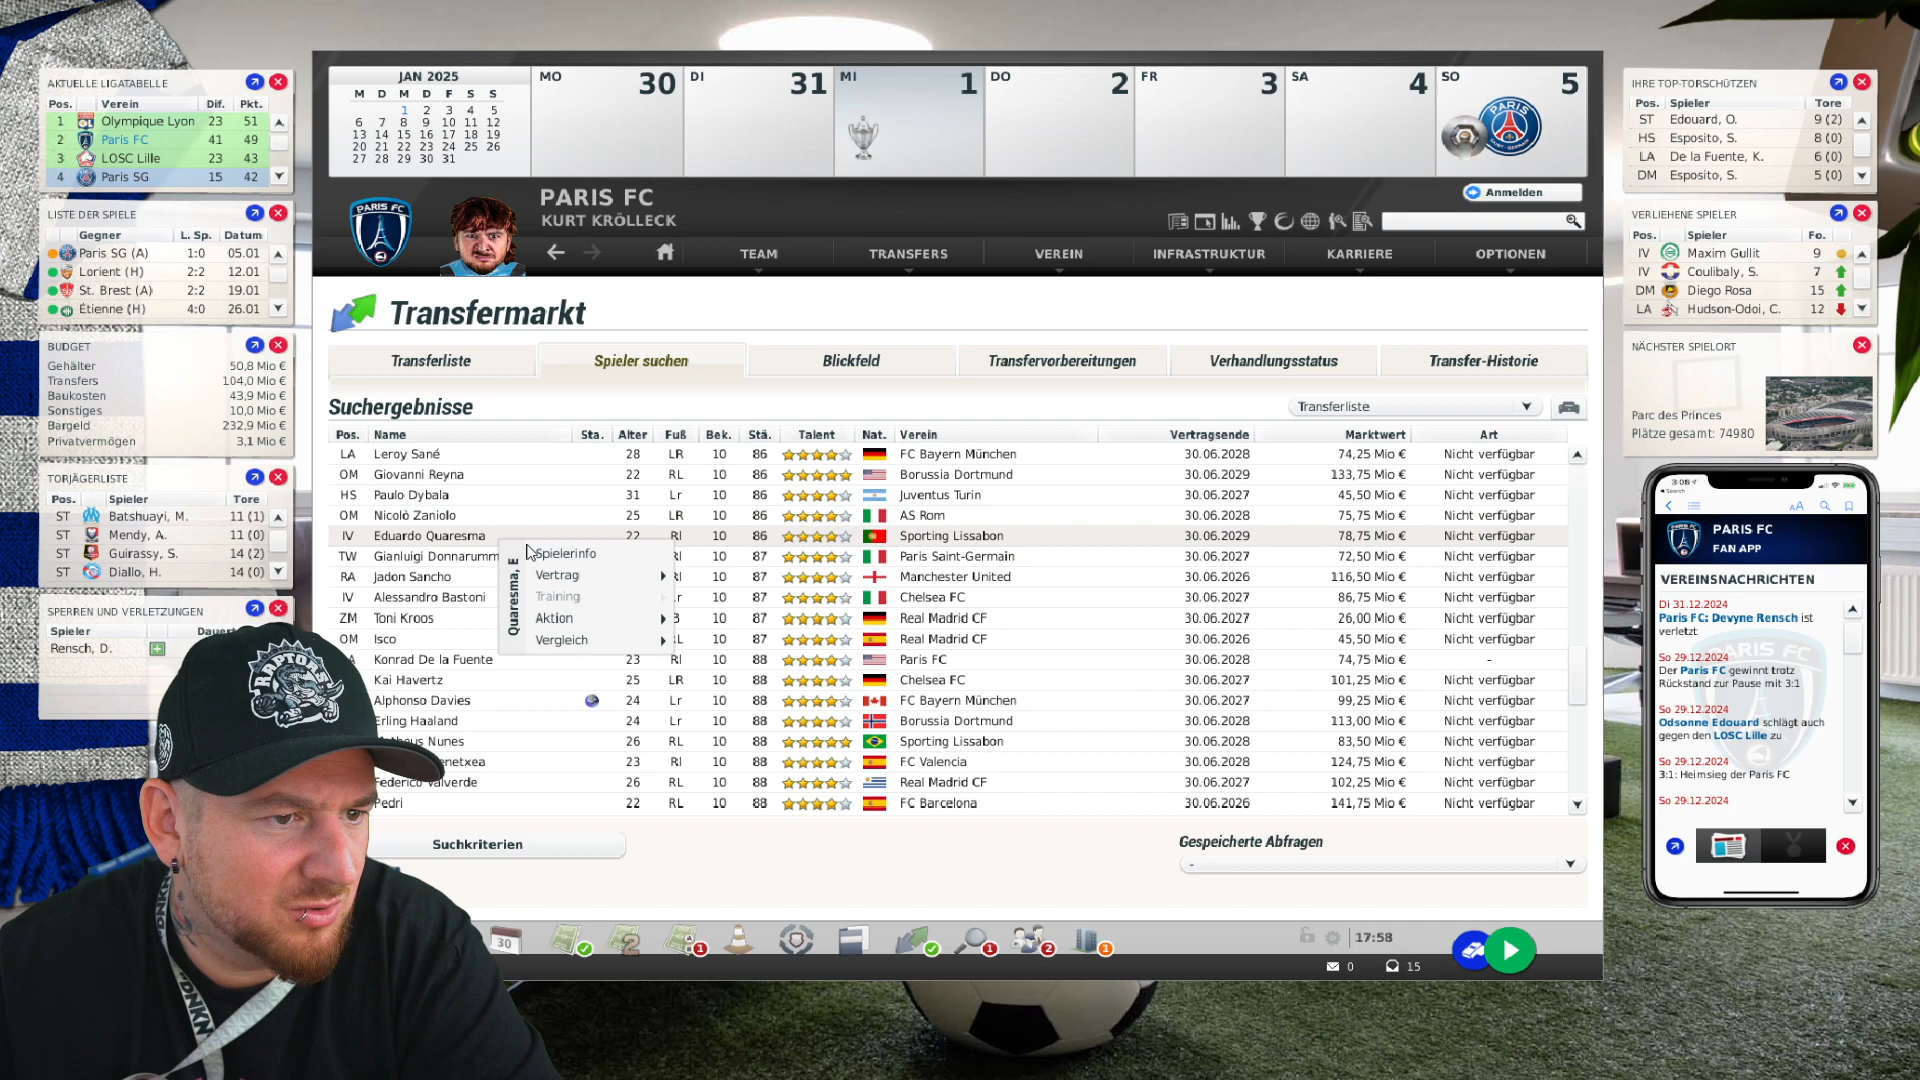 AKTUELLE LIGATABELLE
Pos. Verein Dif. Pkt.
1 Olympique Lyon 23 51
2 Paris FC 41 49
3 LOSC Lille 23 43
4 Paris SG 15 42
LISTE DER SPIELE
Gegner L. Sp. Datum
Paris SG (A) 1:0 05.01
Lorient (H) 2:2 12.01
St. Brest (A) 2:2 19.01
Étienne (H) 4:0 26.01
BUDGET
Gehälter 50,8 Mio €
Transfers 104,0 Mio €
Baukosten 43,9 Mio €
Sonstiges 10,0 Mio €
Bargeld 232,9 Mio €
Privatvermögen 3,1 Mio €
TORJÄGERLISTE
Pos. Spieler Tore
ST Batshuayi, M. 11 (1)
ST Mendy, A. 11 (0)
ST Guirassy, S. 14 (2)
ST Diallo, H. 14 (0)
SPERREN UND VERLETZUNGEN
Spieler Dauer
Rensch, D.
JAN 2025
M D M D F S S
1 2 3 4 5
6 7 8 9 10 11 12
13 14 15 16 17 18 19
20 21 22 23 24 25 26
27 28 29 30 31
MO 30 DI 31 MI 1 DO 2 FR 3 SA 4 SO 5
PARIS
SAINT-GERMAIN
PARIS FC
PARIS FC
KURT KRÖLLECK
Anmelden
TEAM TRANSFERS VEREIN INFRASTRUKTUR KARRIERE OPTIONEN
Transfermarkt
Transferliste Spieler suchen Blickfeld Transfervorbereitungen Verhandlungsstatus Transfer-Historie
Suchergebnisse Transferliste
Pos. Name Sta. Alter Fuß Bek. Stä. Talent Nat. Verein Vertragsende Marktwert Art
LA Leroy Sané 28 LR 10 86 FC Bayern München 30.06.2028 74,25 Mio € Nicht verfügbar
OM Giovanni Reyna 22 RL 10 86 Borussia Dortmund 30.06.2029 133,75 Mio € Nicht verfügbar
HS Paulo Dybala 31 Lr 10 86 Juventus Turin 30.06.2027 45,50 Mio € Nicht verfügbar
OM Nicolò Zaniolo 25 LR 10 86 AS Rom 30.06.2028 75,75 Mio € Nicht verfügbar
IV Eduardo Quaresma 22 Rl 10 86 Sporting Lissabon 30.06.2029 78,75 Mio € Nicht verfügbar
TW Gianluigi Donnarumm Rl 10 87 Paris Saint-Germain 30.06.2027 72,50 Mio € Nicht verfügbar
RA Jadon Sancho Rl 10 87 Manchester United 30.06.2026 116,50 Mio € Nicht verfügbar
IV Alessandro Bastoni r 10 87 Chelsea FC 30.06.2027 86,75 Mio € Nicht verfügbar
ZM Toni Kroos B 10 87 Real Madrid CF 30.06.2028 26,00 Mio € Nicht verfügbar
OM Isco L 10 87 Real Madrid CF 30.06.2026 45,50 Mio € Nicht verfügbar
A Konrad De la Fuente 23 Rl 10 88 Paris FC 30.06.2028 74,75 Mio € -
Kai Havertz 25 LR 10 88 Chelsea FC 30.06.2027 101,25 Mio € Nicht verfügbar
Alphonso Davies 24 Lr 10 88 FC Bayern München 30.06.2027 99,25 Mio € Nicht verfügbar
Erling Haaland 24 Lr 10 88 Borussia Dortmund 30.06.2028 113,00 Mio € Nicht verfügbar
theus Nunes 26 RL 10 88 Sporting Lissabon 30.06.2026 83,50 Mio € Nicht verfügbar
enetxea 23 Rl 10 88 FC Valencia 30.06.2028 124,75 Mio € Nicht verfügbar
Federico Valverde 26 RL 10 88 Real Madrid CF 30.06.2027 102,25 Mio € Nicht verfügbar
Pedri 22 RL 10 88 FC Barcelona 30.06.2026 141,75 Mio € Nicht verfügbar
Quaresma, E
Spielerinfo
Vertrag
Training
Aktion
Vergleich
Suchkriterien
Gespeicherte Abfragen
-
30 2 1 1 2 1
17:58
0 15
IHRE TOP-TORSCHÜTZEN
Pos. Spieler Tore
ST Edouard, O. 9 (2)
HS Esposito, S. 8 (0)
LA De la Fuente, K. 6 (0)
DM Esposito, S. 5 (0)
VERLIEHENE SPIELER
Pos. Spieler Fo.
IV Maxim Gullit 9
IV Coulibaly, S. 7
DM Diego Rosa 15
LA Hudson-Odoi, C. 12
NÄCHSTER SPIELORT
Parc des Princes
Plätze gesamt: 74980
3:08
Search
AA
PARIS FC
FAN APP
VEREINSNACHRICHTEN
Di 31.12.2024
Paris FC: Devyne Rensch ist
verletzt
So 29.12.2024
Der Paris FC gewinnt trotz
Rückstand zur Pause mit 3:1
So 29.12.2024
Odsonne Edouard schlägt auch
gegen den LOSC Lille zu
So 29.12.2024
3:1: Heimsieg der Paris FC
So 29.12.2024
RAPTORS